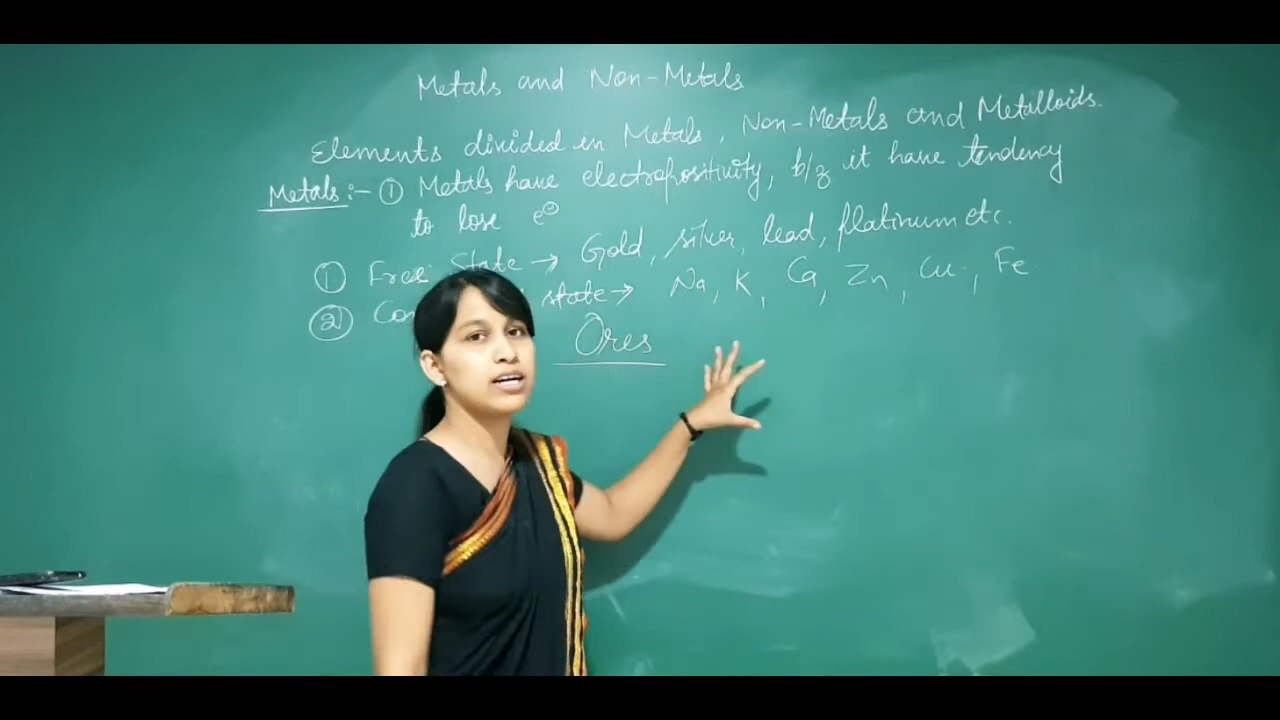 Metals and Non-Metals
Elements divided in Metals, Non-Metals and Metalloids.
Metals:- ① Metals have electropositivity, b/z it have tendency
to lose e⊖
① Free State → Gold, silver, lead, platinum etc.
② state → Na, K, Ca, Zn, Cu, Fe
Ores